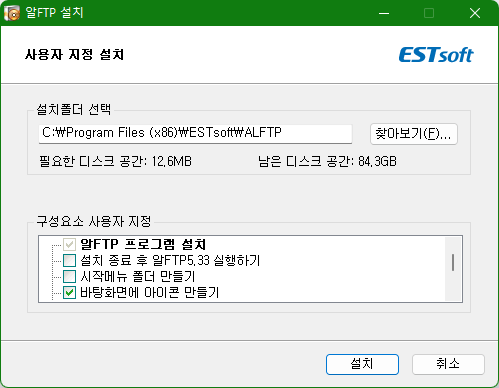 알FTP 설치
사용자 지정 설치
ESTsoft
설치폴더 선택
C:₩Program Files (x86)₩ESTsoft₩ALFTP
찾아보기(F)...
필요한 디스크 공간: 12,6MB 남은 디스크 공간: 84,3GB
구성요소 사용자 지정
알FTP 프로그램 설치
설치 종료 후 알FTP5,33 실행하기
시작메뉴 폴더 만들기
바탕화면에 아이콘 만들기
설치 취소